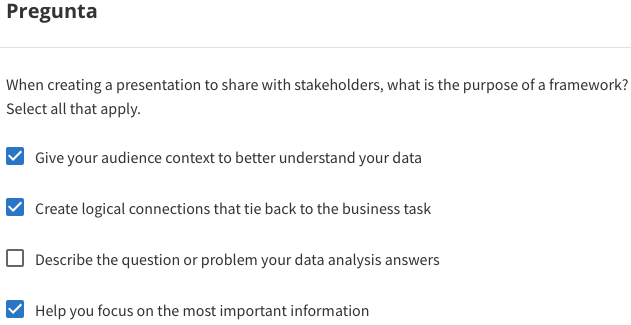 Pregunta
When creating a presentation to share with stakeholders, what is the purpose of a framework?
Select all that apply.
Give your audience context to better understand your data
Create logical connections that tie back to the business task
Describe the question or problem your data analysis answers
Help you focus on the most important information